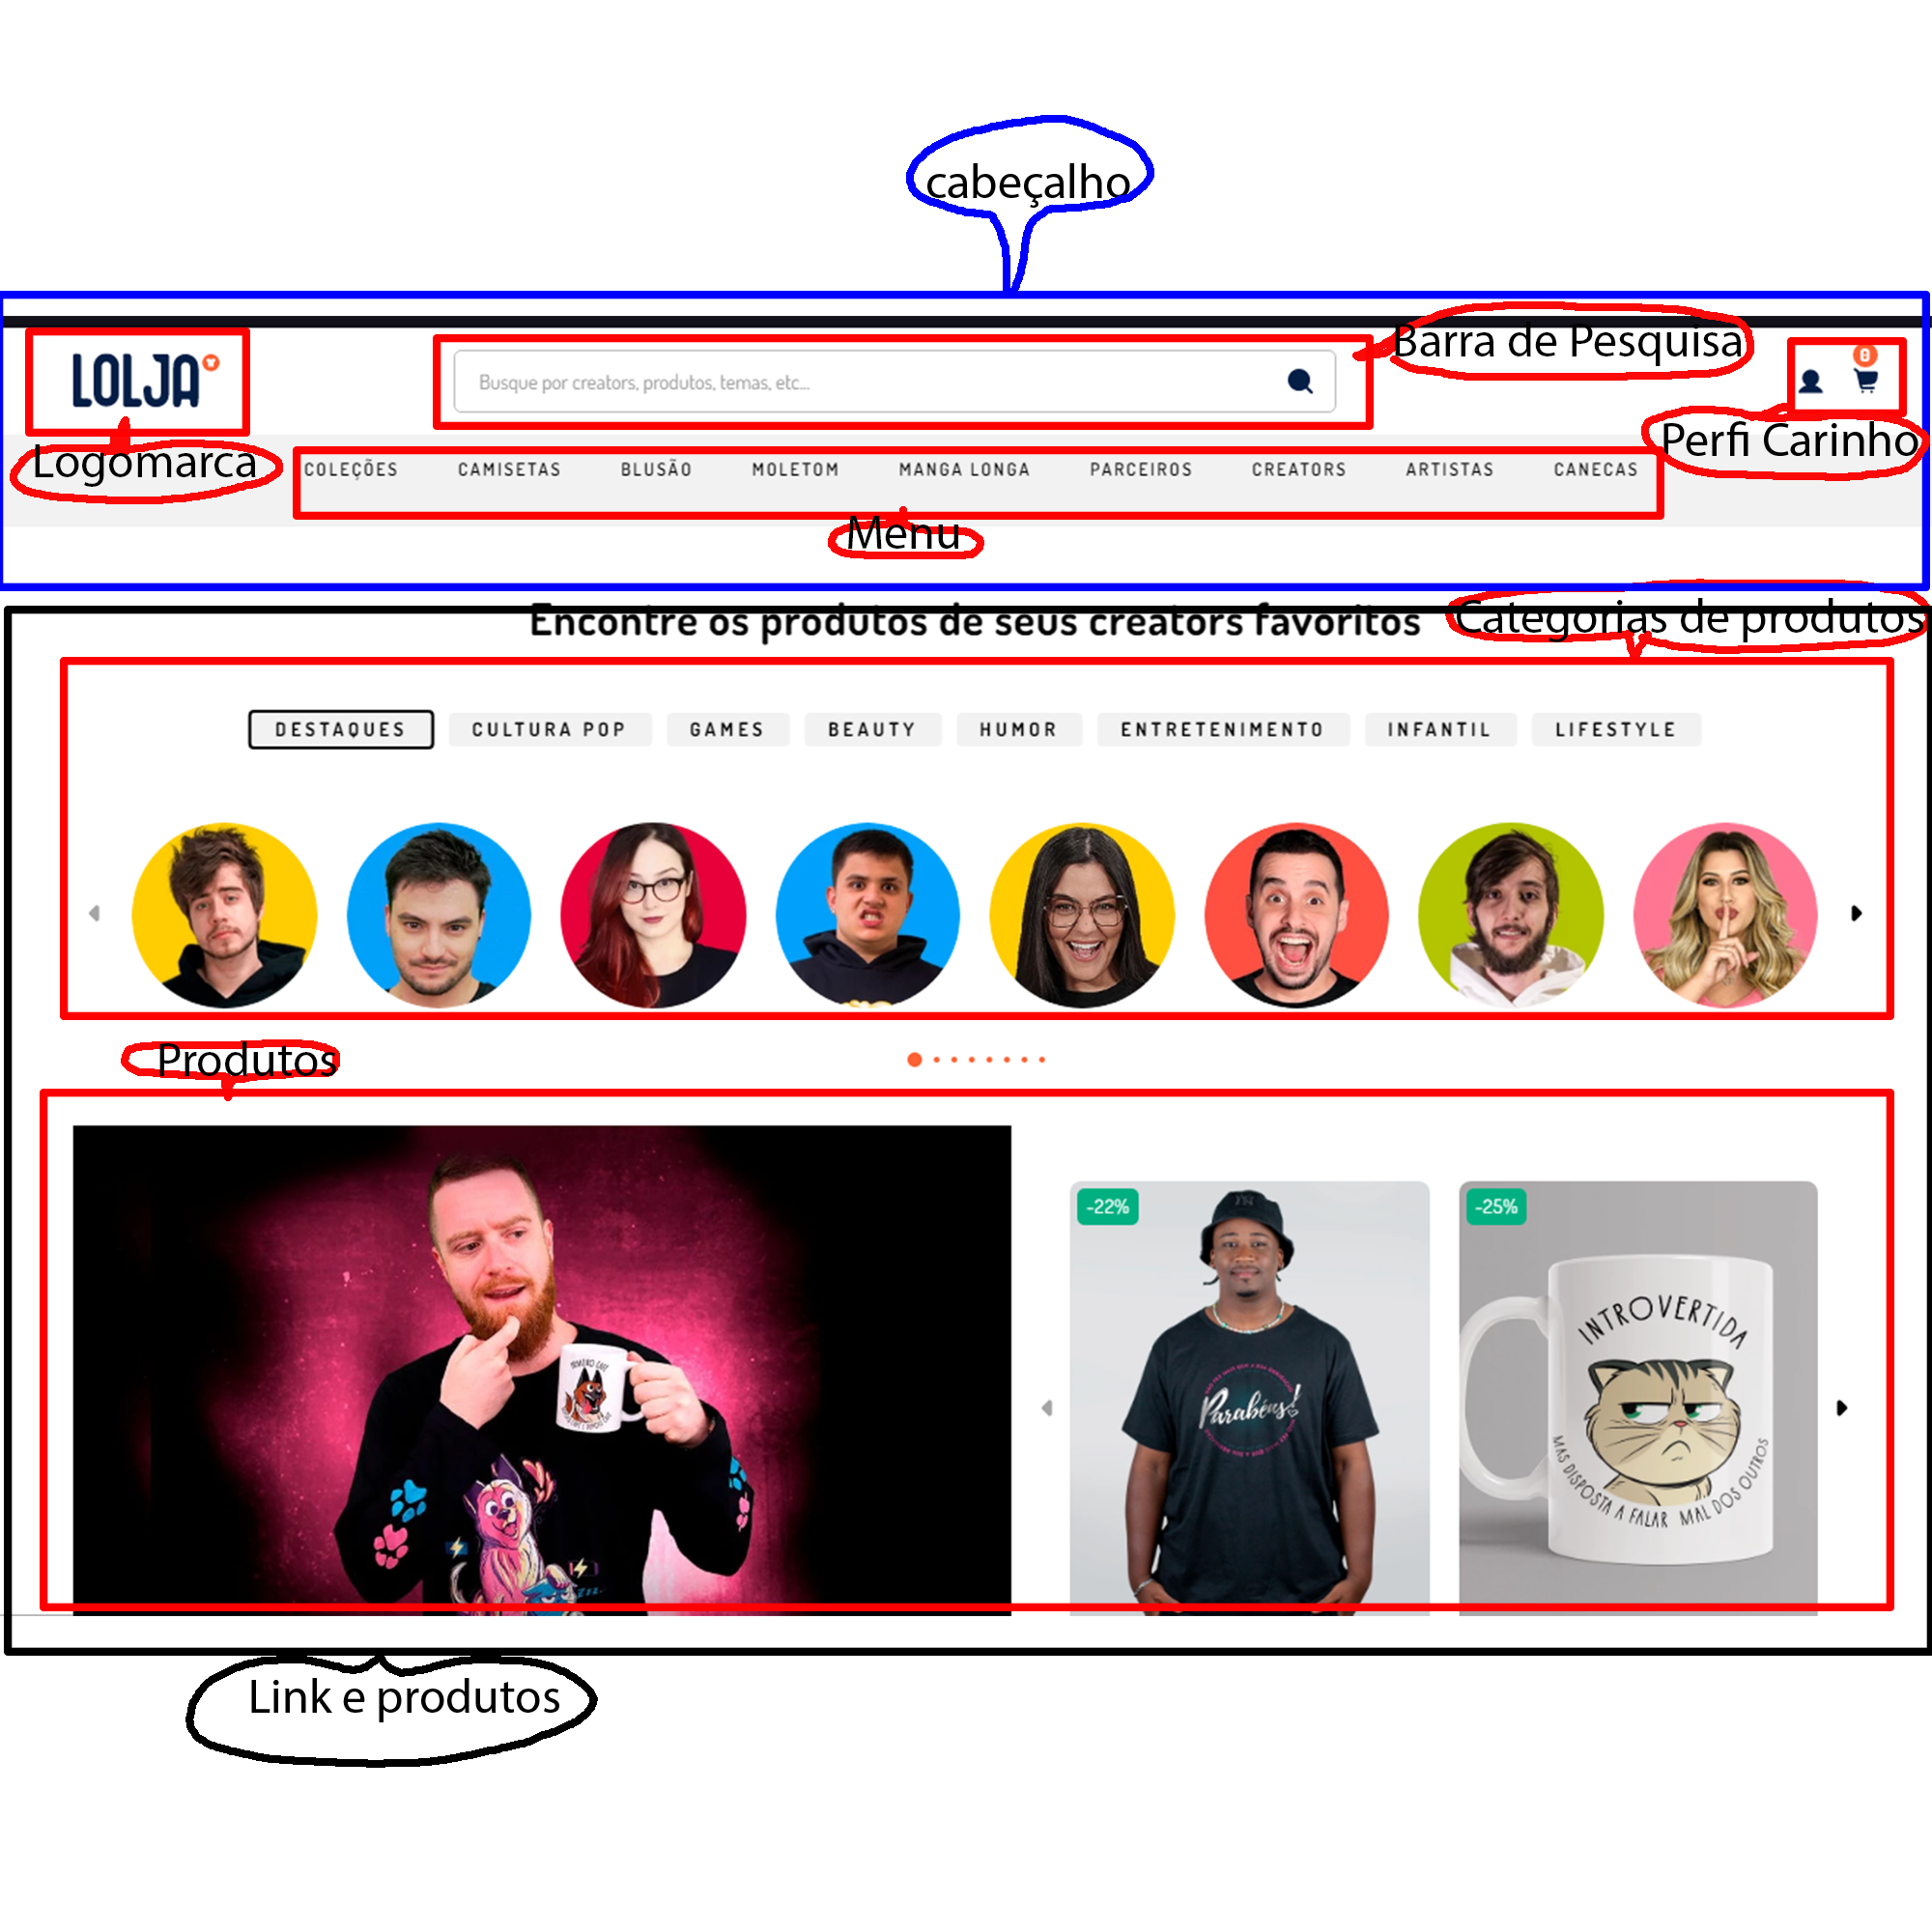 cabeçalho
Barra de Pesquisa
LOLJA
Busque por creators, produtos, temas, etc...
0
Logomarca
Perfi Carinho
COLEÇÕES CAMISETAS BLUSÃO MOLETOM MANGA LONGA PARCEIROS CREATORS ARTISTAS CANECAS
Menu
Encontre os produtos de seus creators favoritos
Categorias de produtos
DESTAQUES CULTURA POP GAMES BEAUTY HUMOR ENTRETENIMENTO INFANTIL LIFESTYLE
Produtos
-22%
-25%
Parabéns!
INTROVERTIDA
MAS DISPOSTA A FALAR MAL DOS OUTROS
Link e produtos